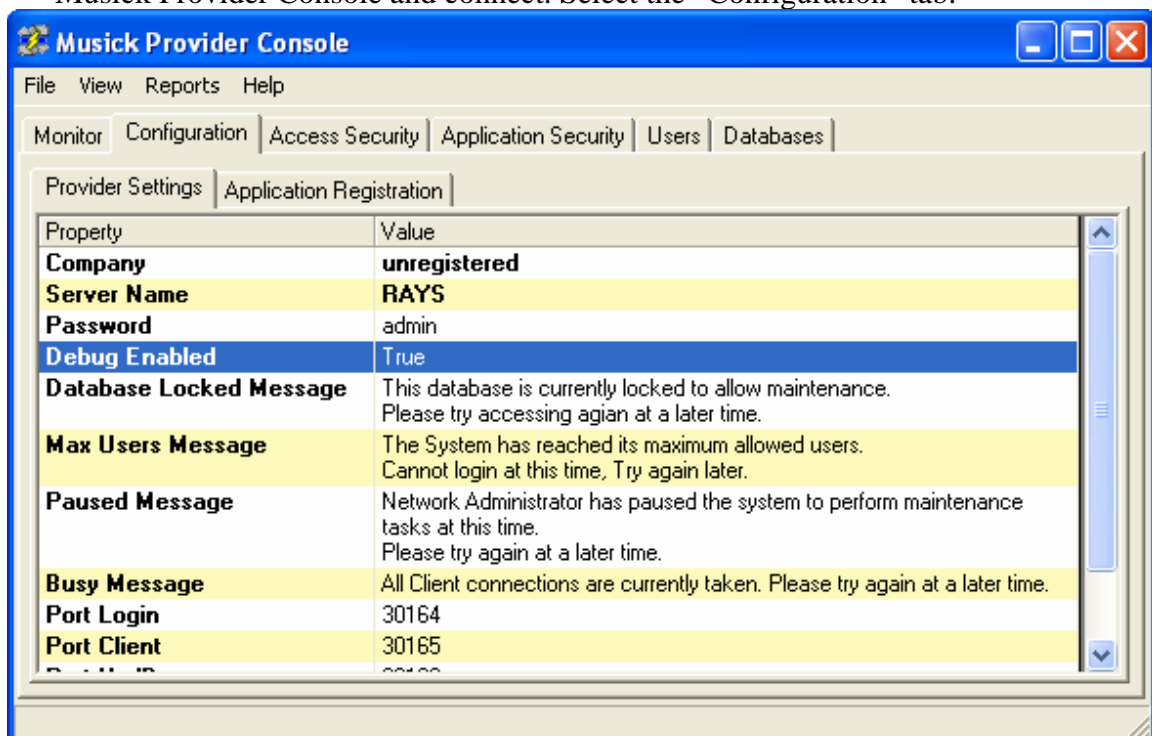 Musick Provider Console and connect. Select the "Configuration" tab.
Musick Provider Console
File View Reports Help
Monitor Configuration Access Security Application Security Users Databases
Provider Settings Application Registration
Property Value
Company unregistered
Server Name RAYS
Password admin
Debug Enabled True
Database Locked Message This database is currently locked to allow maintenance.
Please try accessing agian at a later time.
Max Users Message The System has reached its maximum allowed users.
Cannot login at this time, Try again later.
Paused Message Network Administrator has paused the system to perform maintenance
tasks at this time.
Please try again at a later time.
Busy Message All Client connections are currently taken. Please try again at a later time.
Port Login 30164
Port Client 30165